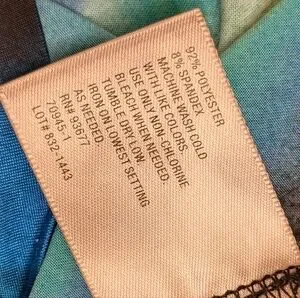 92% POLYESTER
8% SPANDEX
MACHINE WASH COLD
WITH LIKE COLORS.
USE ONLY NON-CHLORINE
BLEACH WHEN NEEDED.
TUMBLE DRY LOW.
IRON ON LOWEST SETTING
AS NEEDED.
RN# 93677
70945-1
LOT# 832-1443